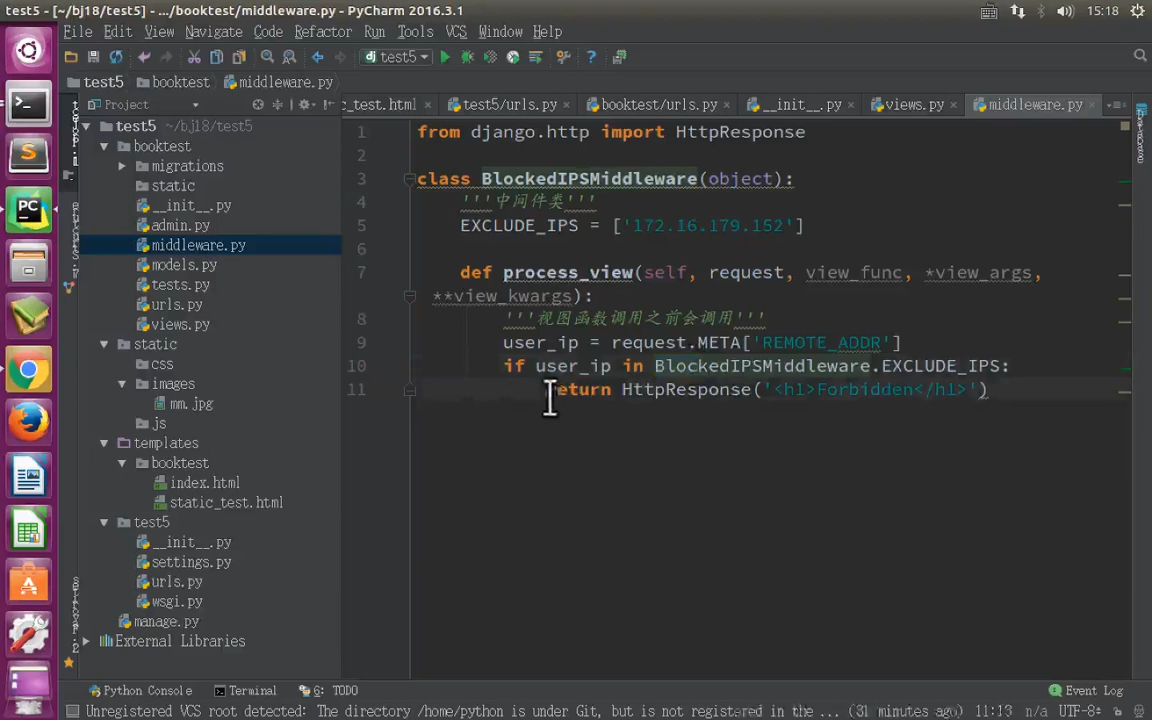 test5 - [~/bj18/test5] - .../booktest/middleware.py - PyCharm 2016.3.1
15:18
File Edit View Navigate Code Refactor Run Tools VCS Window Help
test5
test5 booktest middleware.py
Project
c_test.html test5/urls.py booktest/urls.py __init__.py views.py middleware.py
test5 ~/bj18/test5
booktest
migrations
static
__init__.py
admin.py
middleware.py
models.py
tests.py
urls.py
views.py
static
css
images
mm.jpg
js
templates
booktest
index.html
static_test.html
test5
__init__.py
settings.py
urls.py
wsgi.py
manage.py
External Libraries
1 from django.http import HttpResponse
2
3 class BlockedIPSMiddleware(object):
4 '''中间件类'''
5 EXCLUDE_IPS = ['172.16.179.152']
6
7 def process_view(self, request, view_func, *view_args,
**view_kwargs):
8 '''视图函数调用之前会调用'''
9 user_ip = request.META['REMOTE_ADDR']
10 if user_ip in BlockedIPSMiddleware.EXCLUDE_IPS:
11 return HttpResponse('<h1>Forbidden</h1>')
Python Console Terminal 6: TODO Event Log
Unregistered VCS root detected: The directory /home/python is under Git, but is not registered in the ... (31 minutes ago) 11:13 n/a UTF-8